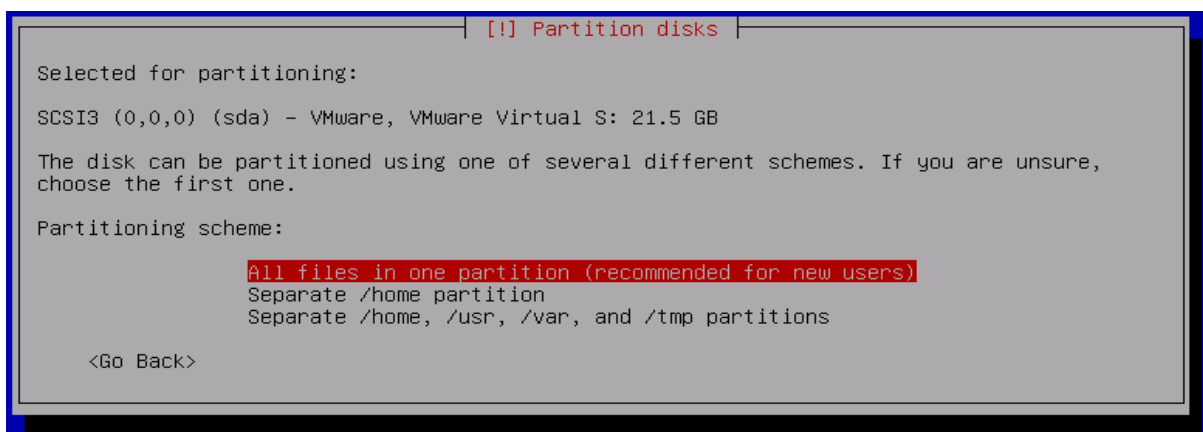 [!] Partition disks
Selected for partitioning:
SCSI3 (0,0,0) (sda) – VMware, VMware Virtual S: 21.5 GB
The disk can be partitioned using one of several different schemes. If you are unsure,
choose the first one.
Partitioning scheme:
All files in one partition (recommended for new users)
Separate /home partition
Separate /home, /usr, /var, and /tmp partitions
<Go Back>